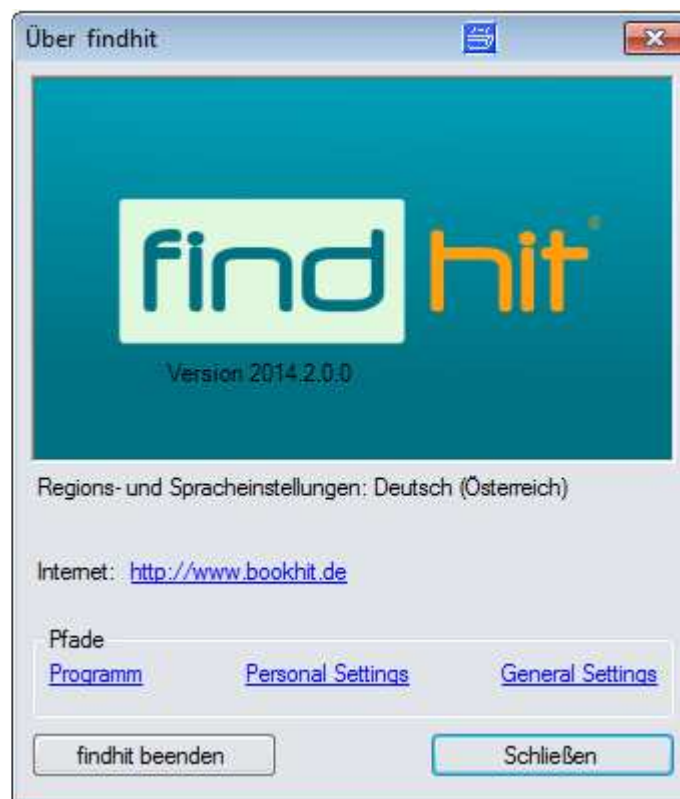 Über findhit
find hit
Version 2014.2.0.0
Regions- und Spracheinstellungen: Deutsch (Österreich)
Internet: http://www.bookhit.de
Pfade
Programm Personal Settings General Settings
findhit beenden Schließen